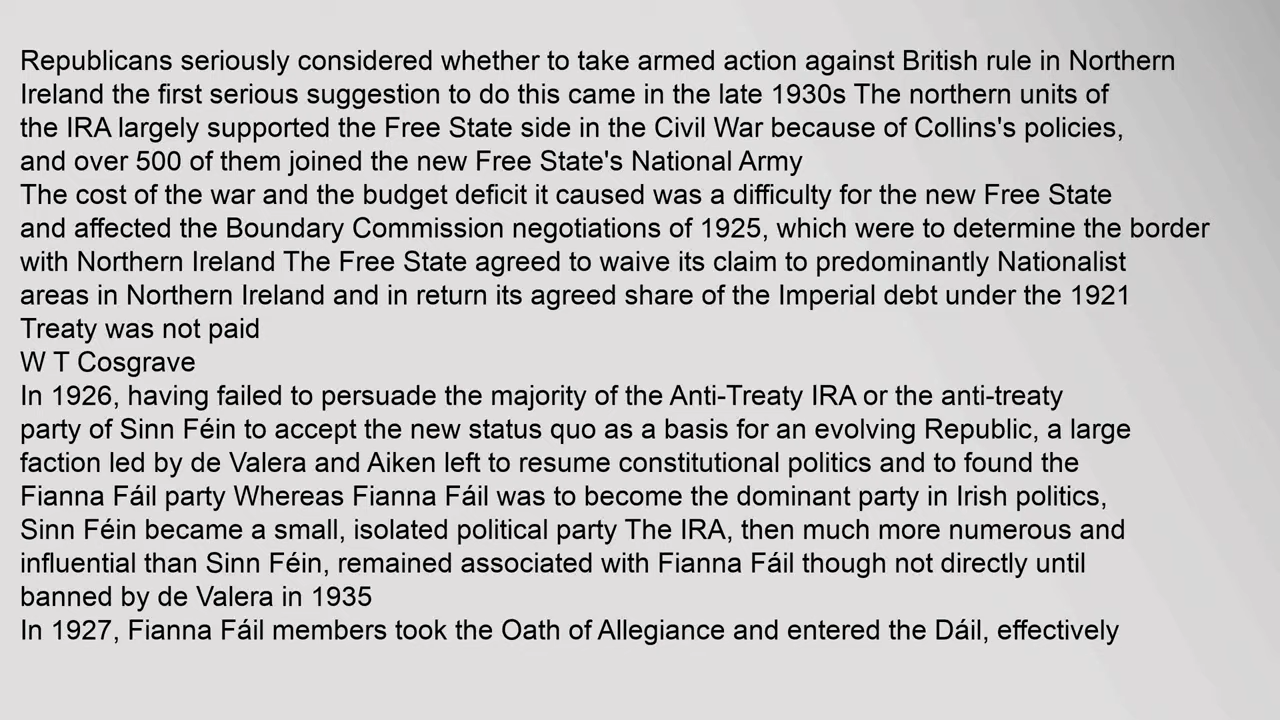 Republicans seriously considered whether to take armed action against British rule in Northern
Ireland the first serious suggestion to do this came in the late 1930s The northern units of
the IRA largely supported the Free State side in the Civil War because of Collins's policies,
and over 500 of them joined the new Free State's National Army
The cost of the war and the budget deficit it caused was a difficulty for the new Free State
and affected the Boundary Commission negotiations of 1925, which were to determine the border
with Northern Ireland The Free State agreed to waive its claim to predominantly Nationalist
areas in Northern Ireland and in return its agreed share of the Imperial debt under the 1921
Treaty was not paid
W T Cosgrave
In 1926, having failed to persuade the majority of the Anti-Treaty IRA or the anti-treaty
party of Sinn Féin to accept the new status quo as a basis for an evolving Republic, a large
faction led by de Valera and Aiken left to resume constitutional politics and to found the
Fianna Fáil party Whereas Fianna Fáil was to become the dominant party in Irish politics,
Sinn Féin became a small, isolated political party The IRA, then much more numerous and
influential than Sinn Féin, remained associated with Fianna Fáil though not directly until
banned by de Valera in 1935
In 1927, Fianna Fáil members took the Oath of Allegiance and entered the Dáil, effectively